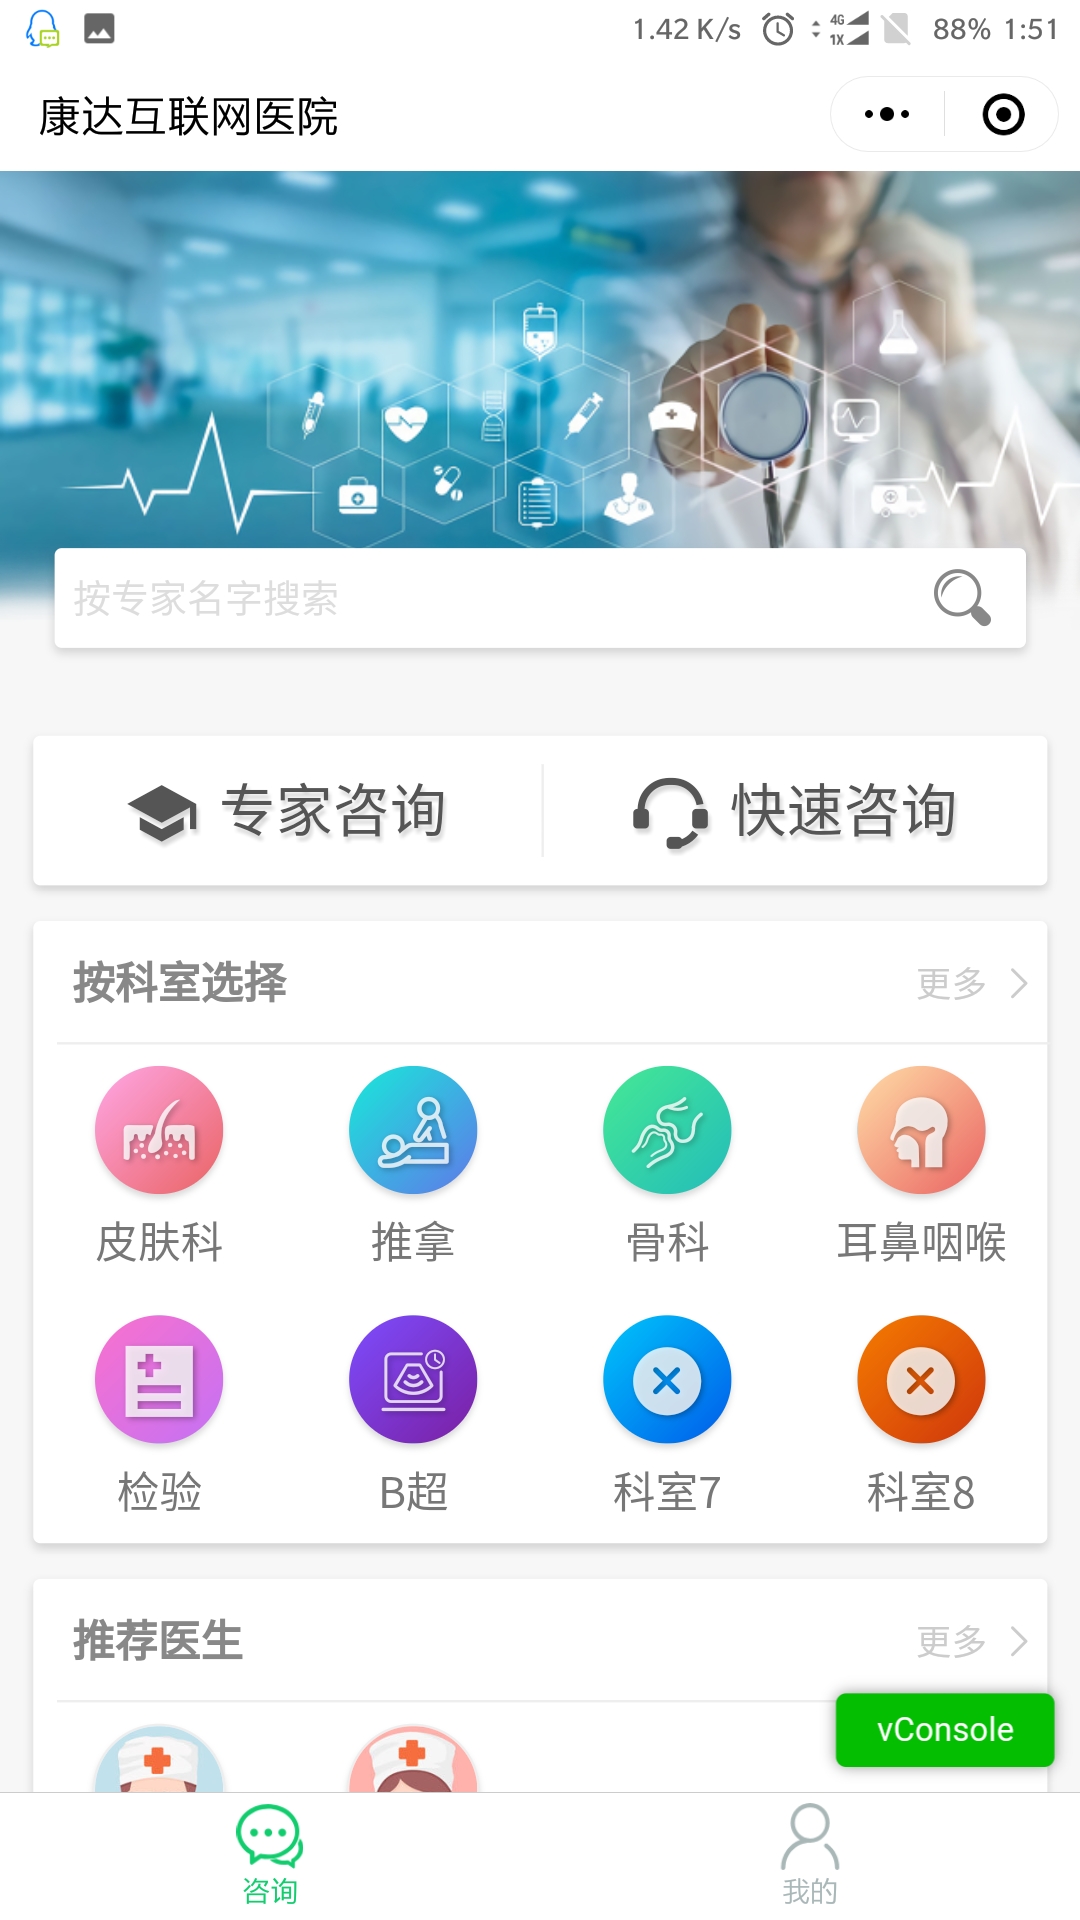 1.42 K/s 4G 1X 88% 1:51
康达互联网医院
按专家名字搜索
专家咨询 快速咨询
按科室选择 更多
皮肤科 推拿 骨科 耳鼻咽喉
检验 B超 科室7 科室8
推荐医生 更多
vConsole
咨询 我的